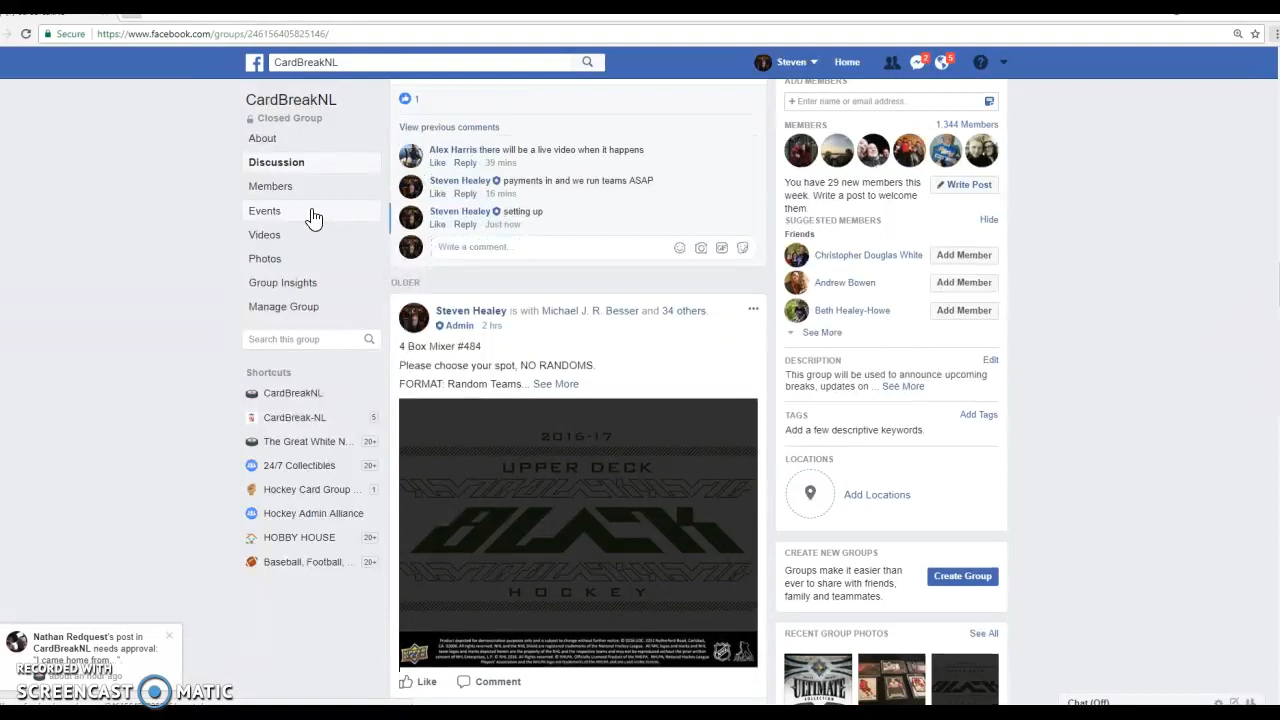 Secure https://www.facebook.com/groups/246156405825146/
CardBreakNL
Steven Home 2 5
CardBreakNL
Closed Group
About
Discussion
Members
Events
Videos
Photos
Group Insights
Manage Group
Search this group
Shortcuts
CardBreakNL
CardBreak-NL 5
The Great White N... 20+
24/7 Collectibles 20+
Hockey Card Group ... 1
Hockey Admin Alliance
HOBBY HOUSE 20+
Baseball, Football, ... 20+
1
View previous comments
Alex Harris there will be a live video when it happens
Like Reply 39 mins
Steven Healey payments in and we run teams ASAP
Like Reply 16 mins
Steven Healey setting up
Like Reply Just now
Write a comment...
OLDER
Steven Healey is with Michael J. R. Besser and 34 others.
Admin 2 hrs
4 Box Mixer #484
Please choose your spot, NO RANDOMS.
FORMAT: Random Teams... See More
2016-17
UPPER DECK
BLACK
HOCKEY
Like Comment
ADD MEMBERS
+ Enter name or email address..
MEMBERS 1,344 Members
You have 29 new members this
week. Write a post to welcome
them.
Write Post
SUGGESTED MEMBERS Hide
Friends
Christopher Douglas White Add Member
Andrew Bowen Add Member
Beth Healey-Howe Add Member
See More
DESCRIPTION Edit
This group will be used to announce upcoming
breaks, updates on ... See More
TAGS Add Tags
Add a few descriptive keywords.
LOCATIONS
Add Locations
CREATE NEW GROUPS
Groups make it easier than
ever to share with friends,
family and teammates.
Create Group
RECENT GROUP PHOTOS See All
ULTIMATE
COLLECTION
Chat (Off)
Nathan Redquest's post in
CardBreakNL needs approval:
"I came home from...".
about an hour ago
RECORDED WITH
SCREENCAST MATIC